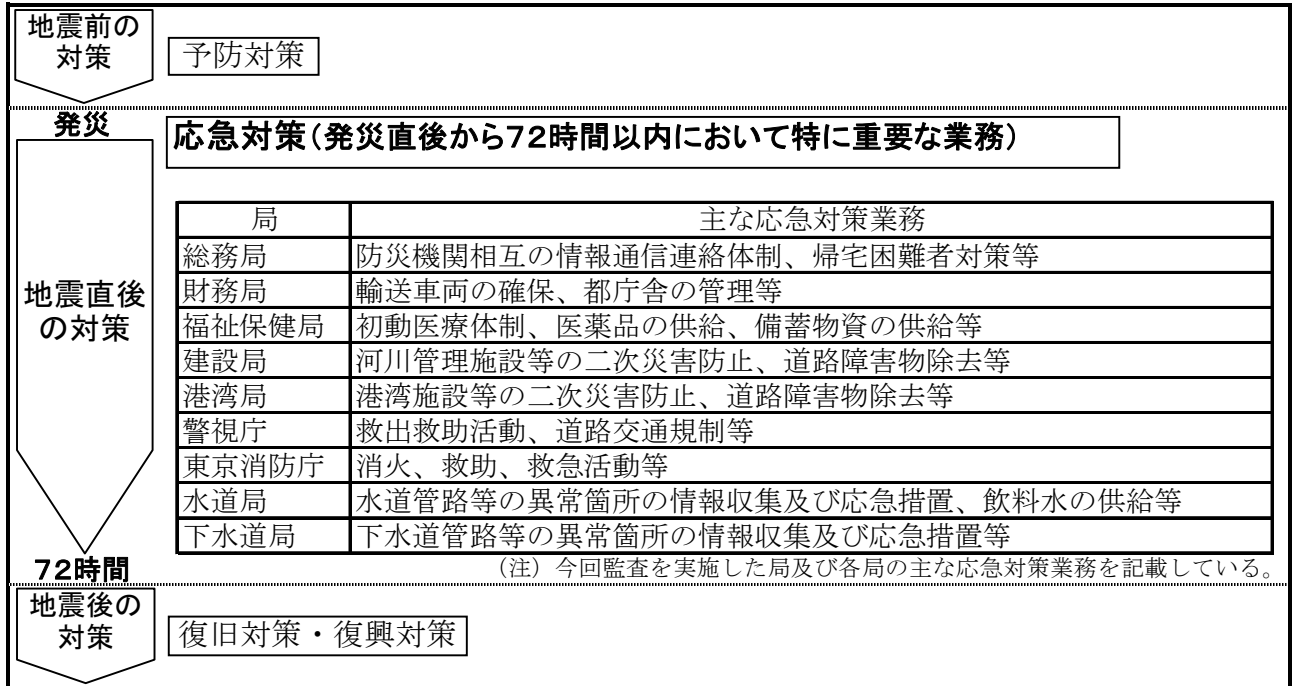 地震前の
対策
予防対策
発災
応急対策(発災直後から72時間以内において特に重要な業務)
地震直後
の対策
局 主な応急対策業務
総務局 防災機関相互の情報通信連絡体制、帰宅困難者対策等
財務局 輸送車両の確保、都庁舎の管理等
福祉保健局 初動医療体制、医薬品の供給、備蓄物資の供給等
建設局 河川管理施設等の二次災害防止、道路障害物除去等
港湾局 港湾施設等の二次災害防止、道路障害物除去等
警視庁 救出救助活動、道路交通規制等
東京消防庁 消火、救助、救急活動等
水道局 水道管路等の異常箇所の情報収集及び応急措置、飲料水の供給等
下水道局 下水道管路等の異常箇所の情報収集及び応急措置等
72時間
(注)今回監査を実施した局及び各局の主な応急対策業務を記載している。
地震後の
対策
復旧対策・復興対策